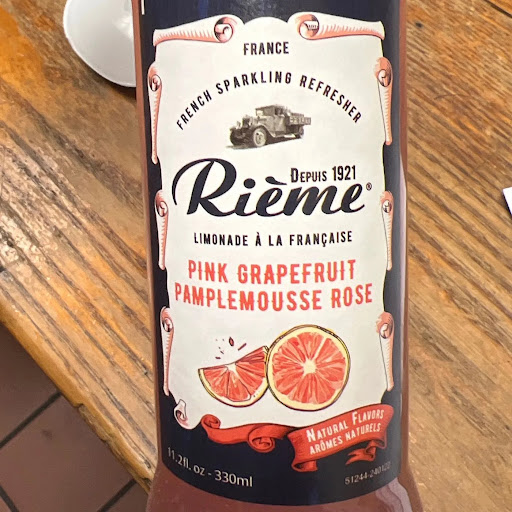 FRANCE
FRENCH SPARKLING REFRESHER
DEPUIS 1921
Rième®
LIMONADE À LA FRANÇAISE
PINK GRAPEFRUIT
PAMPLEMOUSSE ROSE
NATURAL FLAVORS
ARÔMES NATURELS
11.2fl. oz - 330ml